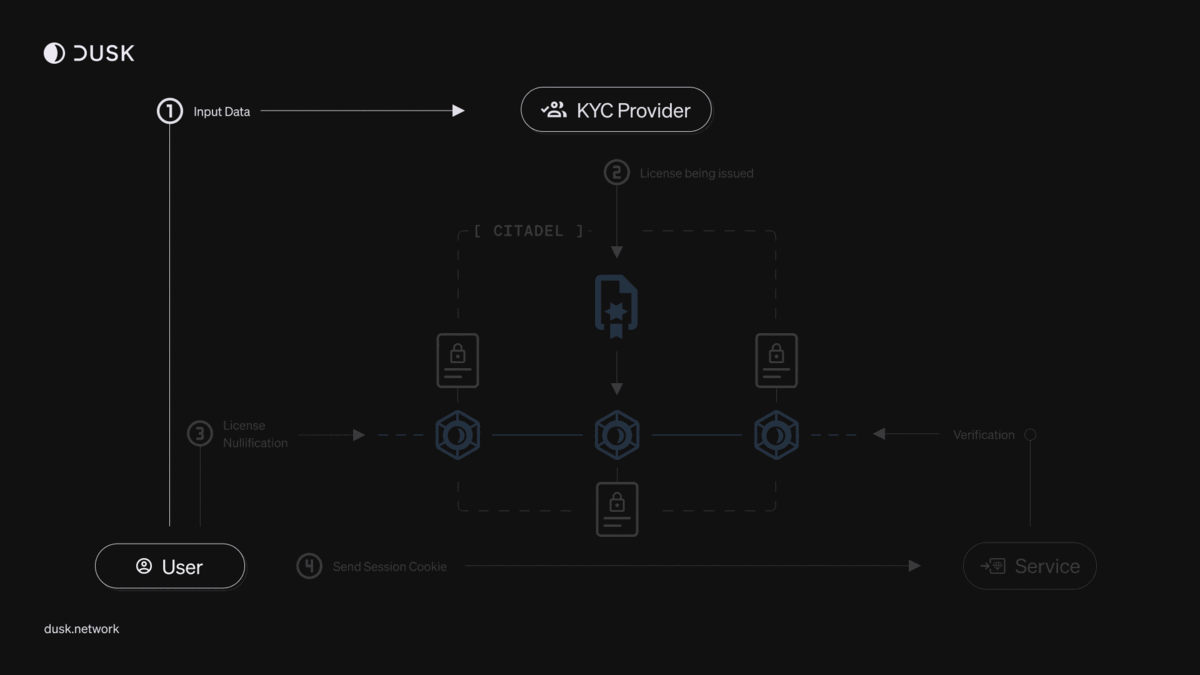 DUSK
1 Input Data
KYC Provider
2 License being issued
[ CITADEL ]
3 License
Nullification
Verification
User
4 Send Session Cookie
Service
dusk.network